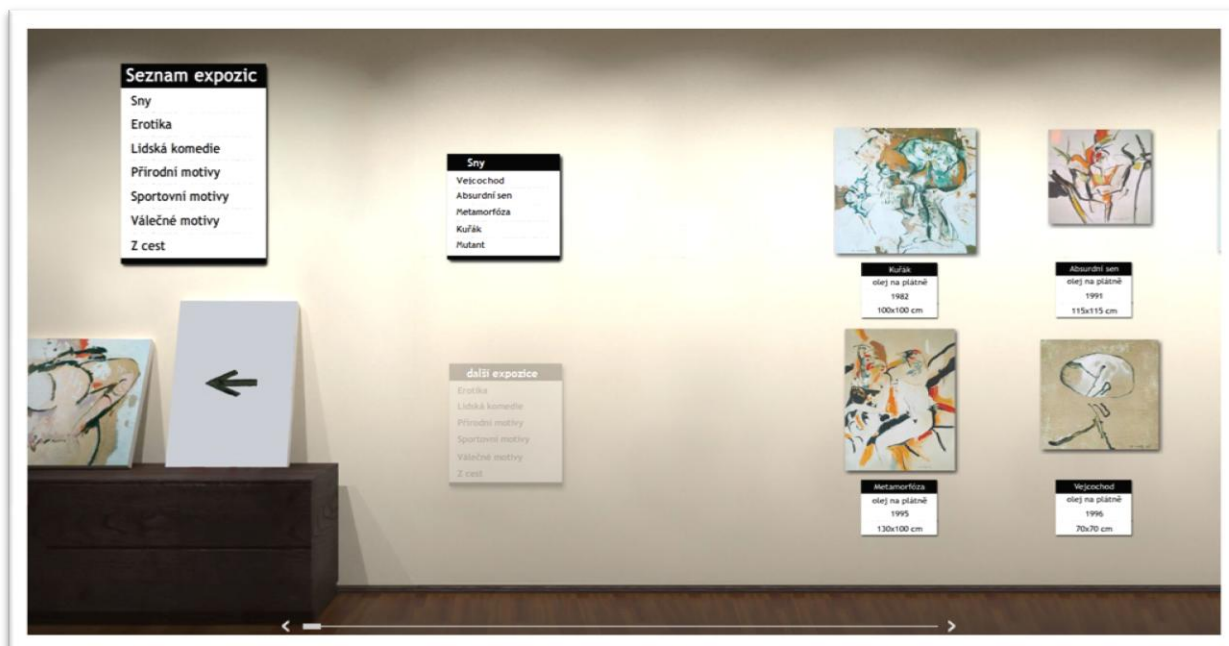 Seznam expozic
Sny
Erotika
Lidská komedie
Přírodní motivy
Sportovní motivy
Válečné motivy
Z cest
Sny
Vejcochod
Absurdní sen
Metamorfóza
Kuřák
Mutant
další expozice
Erotika
Lidská komedie
Přírodní motivy
Sportovní motivy
Válečné motivy
Z cest
Kuřák
olej na plátně
1982
100x100 cm
Absurdní sen
olej na plátně
1991
115x115 cm
Metamorfóza
olej na plátně
1995
130x100 cm
Vejcochod
olej na plátně
1996
70x70 cm